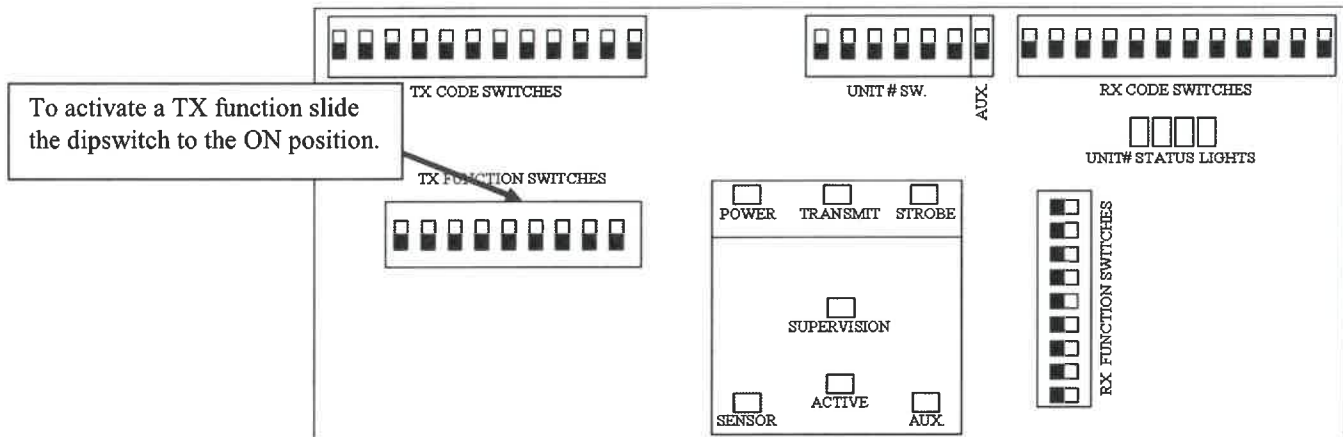 TX CODE SWITCHES
UNIT # SW.
AUX.
RX CODE SWITCHES
To activate a TX function slide
the dipswitch to the ON position.
UNIT# STATUS LIGHTS
TX FUNCTION SWITCHES
POWER
TRANSMIT
STROBE
SUPERVISION
RX FUNCTION SWITCHES
SENSOR
ACTIVE
AUX.